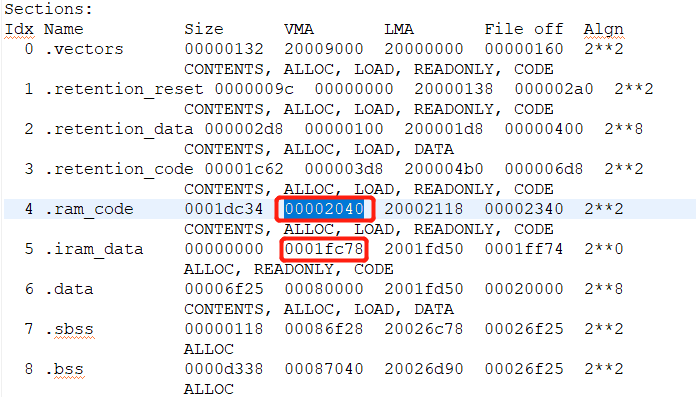 Sections:
Idx Name Size VMA LMA File off Algn
0 .vectors 00000132 20009000 20000000 00000160 2**2
CONTENTS, ALLOC, LOAD, READONLY, CODE
1 .retention_reset 0000009c 00000000 20000138 000002a0 2**2
CONTENTS, ALLOC, LOAD, READONLY, CODE
2 .retention_data 000002d8 00000100 200001d8 00000400 2**8
CONTENTS, ALLOC, LOAD, DATA
3 .retention_code 00001c62 000003d8 200004b0 000006d8 2**2
CONTENTS, ALLOC, LOAD, READONLY, CODE
4 .ram_code 0001dc34 00002040 20002118 00002340 2**2
CONTENTS, ALLOC, LOAD, READONLY, CODE
5 .iram_data 00000000 0001fc78 2001fd50 0001ff74 2**0
ALLOC, READONLY, CODE
6 .data 00006f25 00080000 2001fd50 00020000 2**8
CONTENTS, ALLOC, LOAD, DATA
7 .sbss 00000118 00086f28 20026c78 00026f25 2**2
ALLOC
8 .bss 0000d338 00087040 20026d90 00026f25 2**2
ALLOC